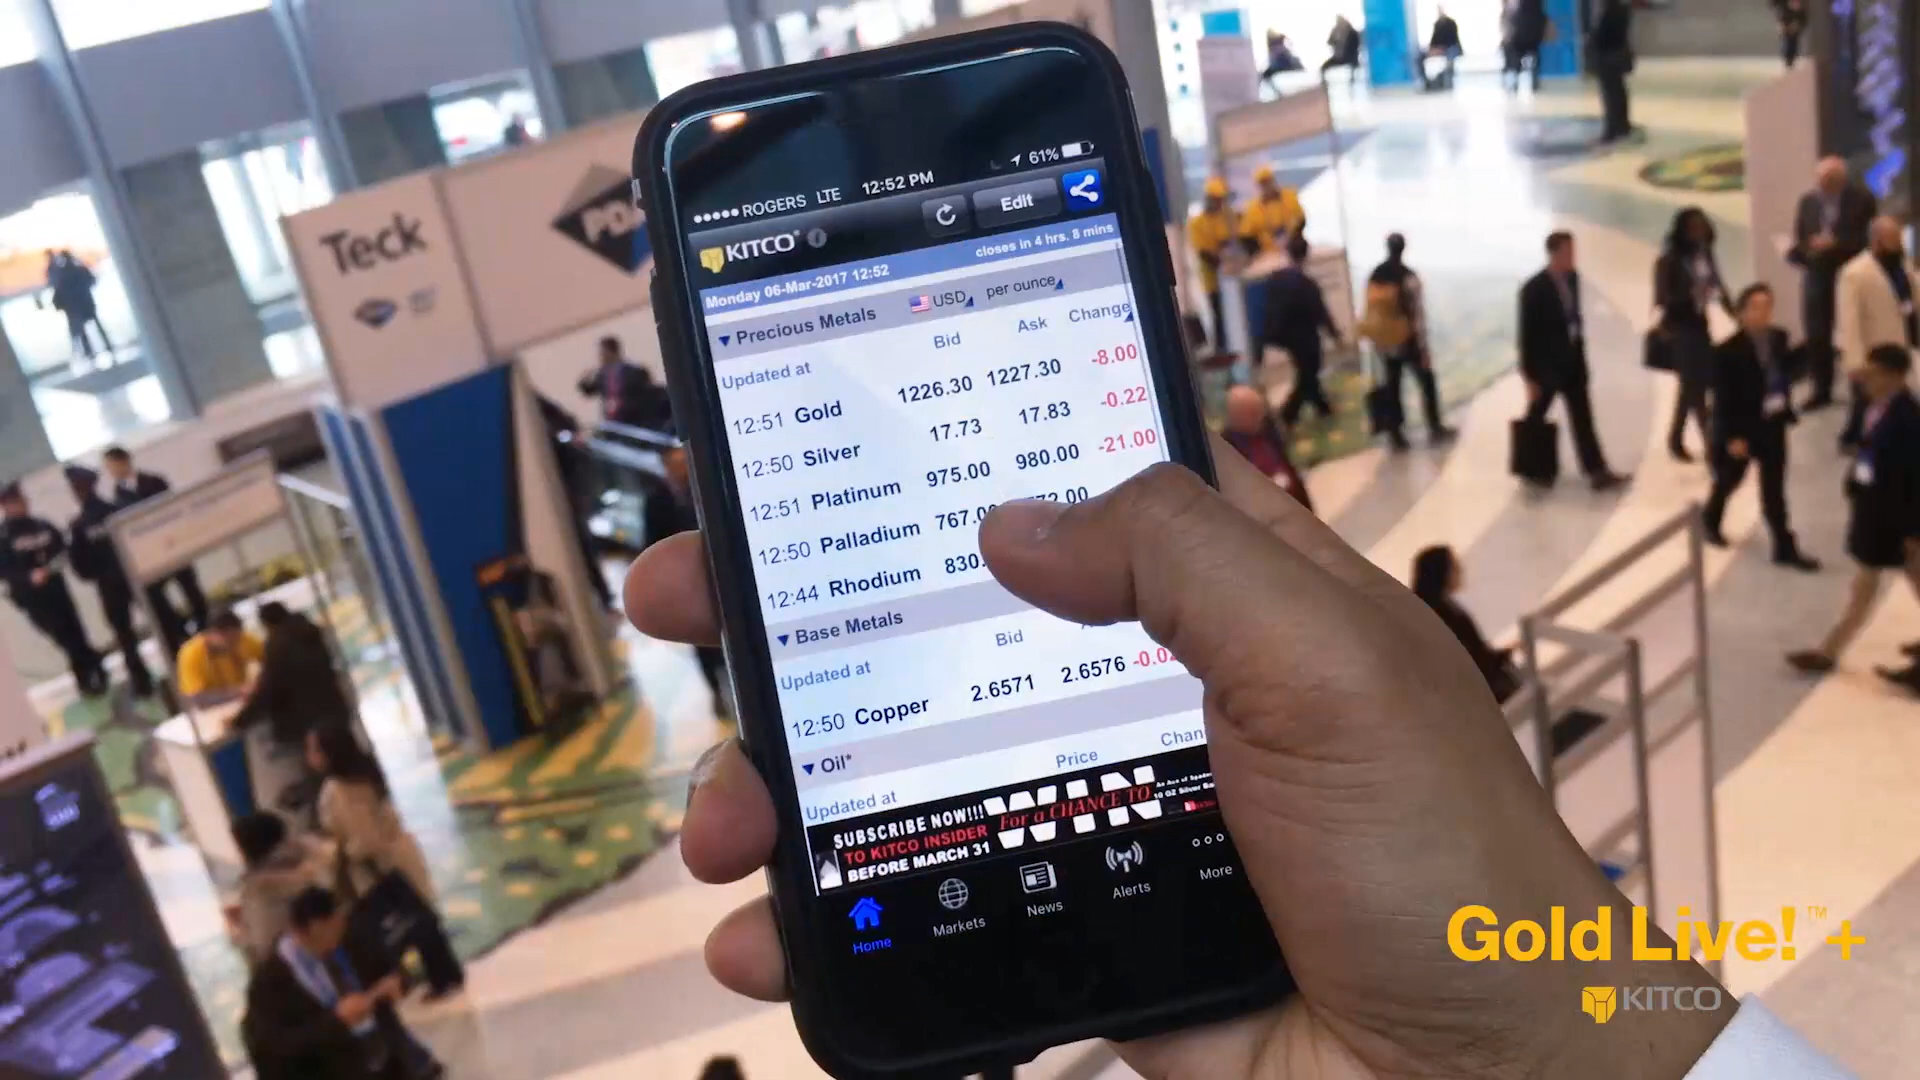 Teck
ROGERS LTE 12:52 PM 61%
KITCO Edit
Monday 06-Mar-2017 12:52 closes in 4 hrs. 8 mins
Precious Metals USD per ounce
Updated at Bid Ask Change
12:51 Gold 1226.30 1227.30 -8.00
12:50 Silver 17.73 17.83 -0.22
12:51 Platinum 975.00 980.00 -21.00
12:50 Palladium
12:44 Rhodium
Base Metals
Updated at Bid
12:50 Copper 2.6571 2.6576
Oil*
Updated at Price
SUBSCRIBE NOW!!!
TO KITCO INSIDER
BEFORE MARCH 31
For a CHANCE TO
WIN
Home Markets News Alerts More
Gold Live!™+
KITCO